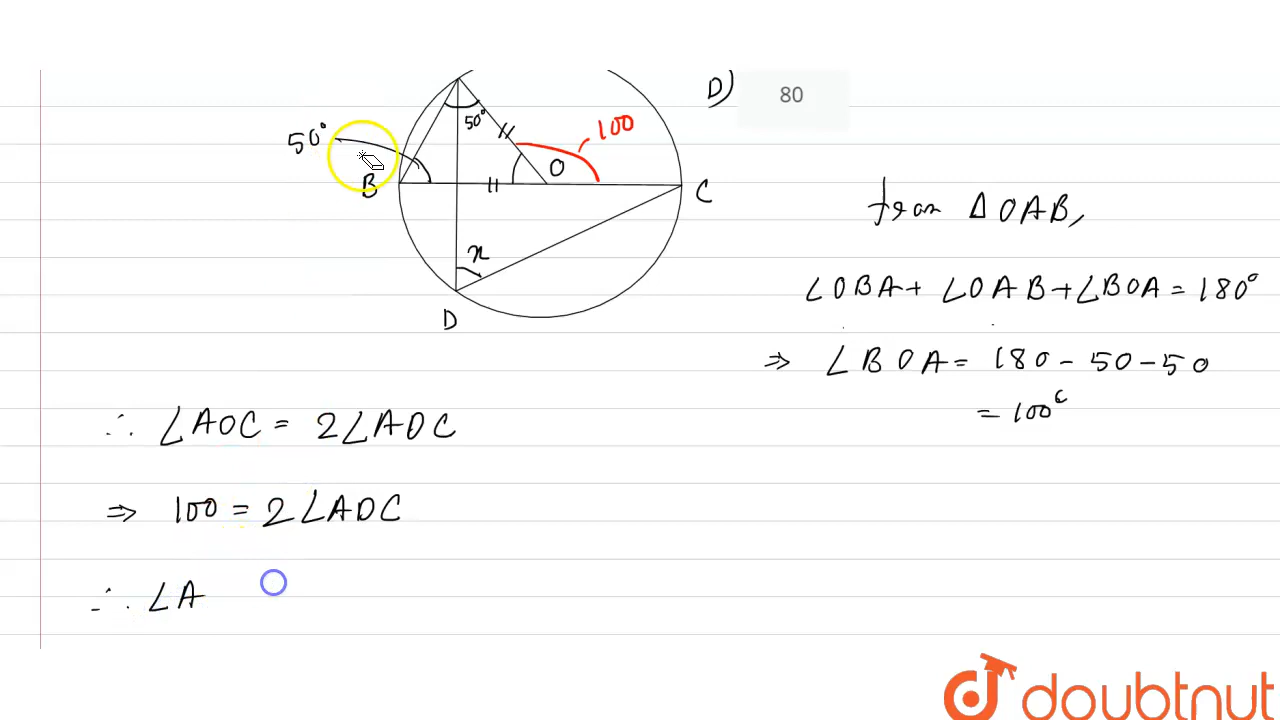 D) 80
50°
50°
100
O
B
C
x
D
from ΔOAB,
∠OBA + ∠OAB + ∠BOA = 180°
⇒ ∠BOA = 180 - 50 - 50
= 100°
∴ ∠AOC = 2∠ADC
⇒ 100 = 2∠ADC
∴ ∠A
doubtnut